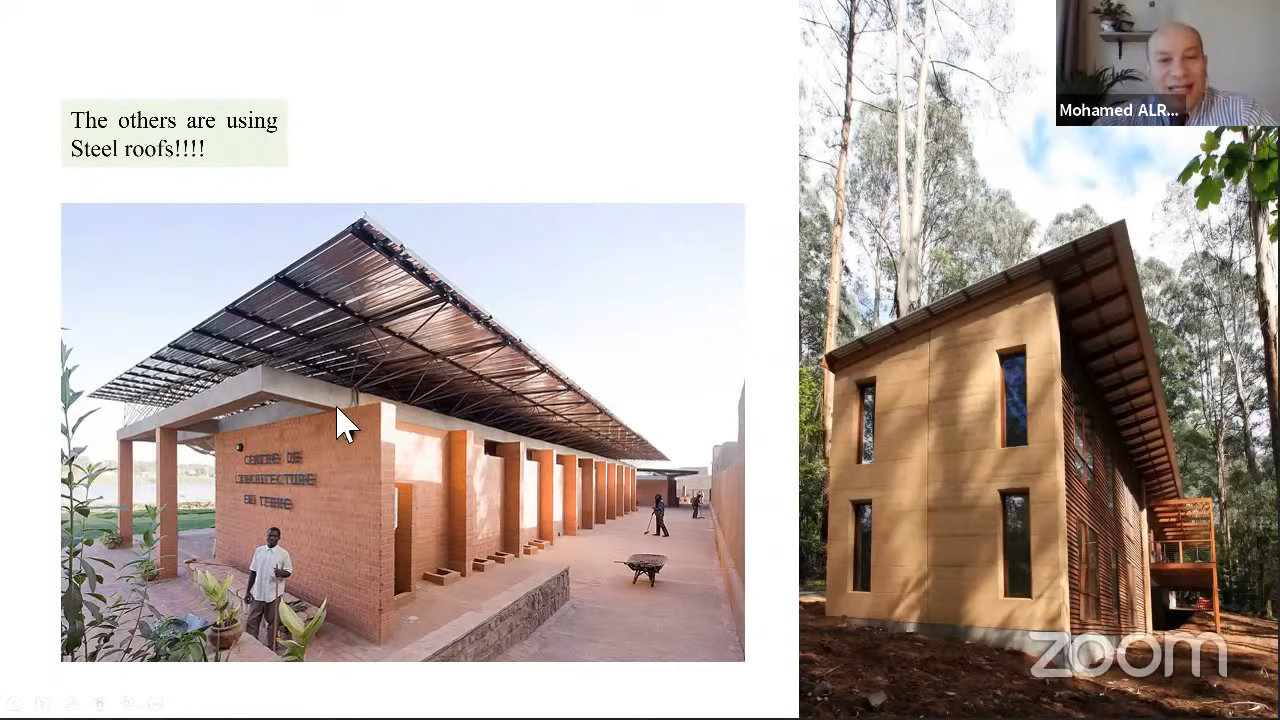 The others are using
Steel roofs!!!!
CENTRE DE
L'ARCHITECTURE
EN TERRE
Mohamed ALR...
zoom